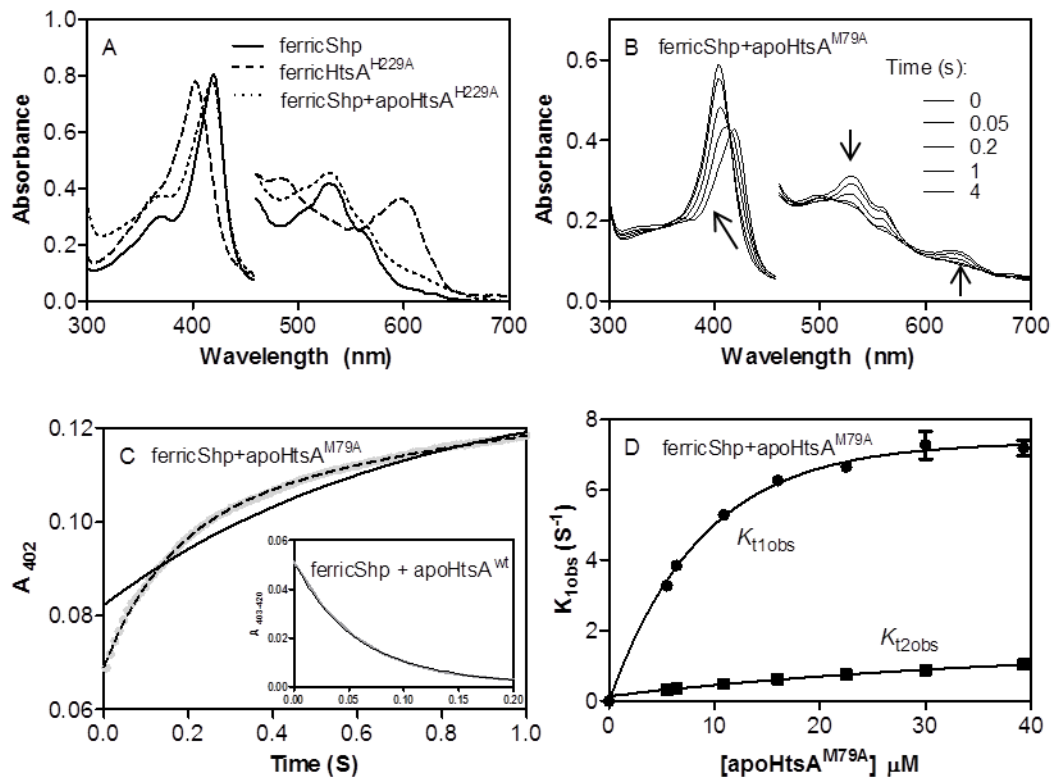 A
ferricShp
ferricHtsA^H229A
ferricShp+apoHtsA^H229A
Absorbance
1.0
0.8
0.6
0.4
0.2
0.0
300 400 500 600 700
Wavelength (nm)
B
ferricShp+apoHtsA^M79A
Time (s):
0
0.05
0.2
1
4
Absorbance
0.6
0.4
0.2
0.0
300 400 500 600 700
Wavelength (nm)
C
ferricShp+apoHtsA^M79A
A 402
0.12
0.10
0.08
0.06
0.0 0.2 0.4 0.6 0.8 1.0
Time (S)
ferricShp + apoHtsA^wt
A 403-420
0.06
0.04
0.02
0.00
0.00 0.05 0.10 0.15 0.20
D
ferricShp+apoHtsA^M79A
K_t1obs
K_t2obs
K_1obs (S^-1)
8
6
4
2
0
0 10 20 30 40
[apoHtsA^M79A] μM